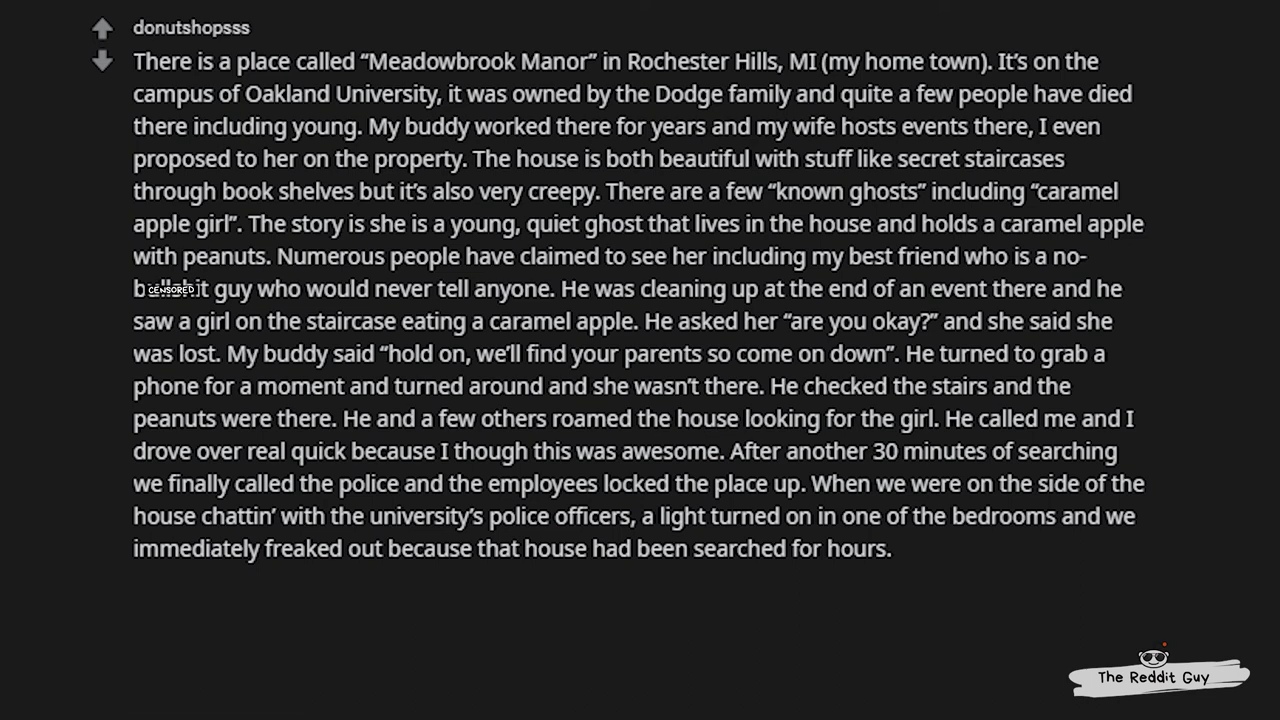 donutshopsss
There is a place called “Meadowbrook Manor” in Rochester Hills, MI (my home town). It’s on the
campus of Oakland University, it was owned by the Dodge family and quite a few people have died
there including young. My buddy worked there for years and my wife hosts events there, I even
proposed to her on the property. The house is both beautiful with stuff like secret staircases
through book shelves but it’s also very creepy. There are a few “known ghosts” including “caramel
apple girl”. The story is she is a young, quiet ghost that lives in the house and holds a caramel apple
with peanuts. Numerous people have claimed to see her including my best friend who is a no-
CENSORED guy who would never tell anyone. He was cleaning up at the end of an event there and he
saw a girl on the staircase eating a caramel apple. He asked her “are you okay?” and she said she
was lost. My buddy said “hold on, we’ll find your parents so come on down”. He turned to grab a
phone for a moment and turned around and she wasn’t there. He checked the stairs and the
peanuts were there. He and a few others roamed the house looking for the girl. He called me and I
drove over real quick because I though this was awesome. After another 30 minutes of searching
we finally called the police and the employees locked the place up. When we were on the side of the
house chattin’ with the university’s police officers, a light turned on in one of the bedrooms and we
immediately freaked out because that house had been searched for hours.
The Reddit Guy